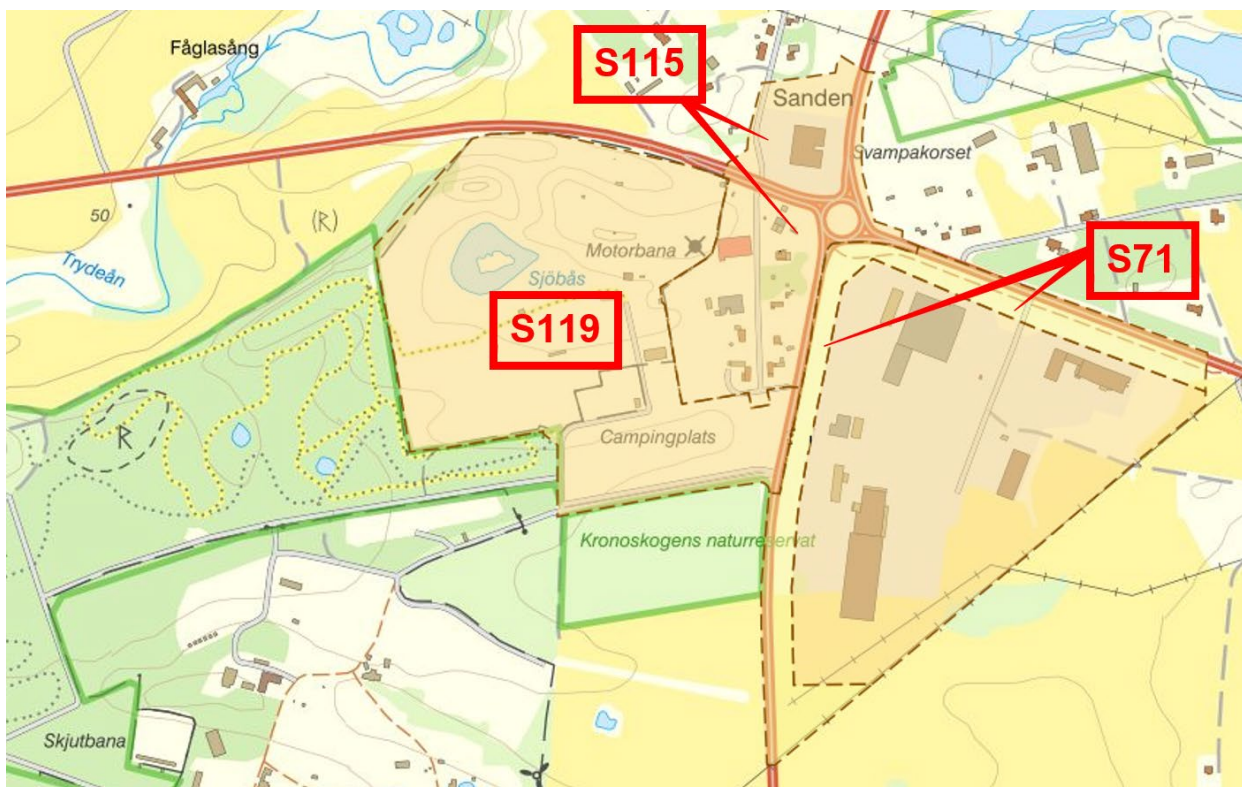 Fåglasång
S115
Sanden
Svampakorset
50
(R)
Trydeån
Motorbana
Sjöbås
S71
S119
Campingplats
R
Kronoskogens naturreservat
Skjutbana